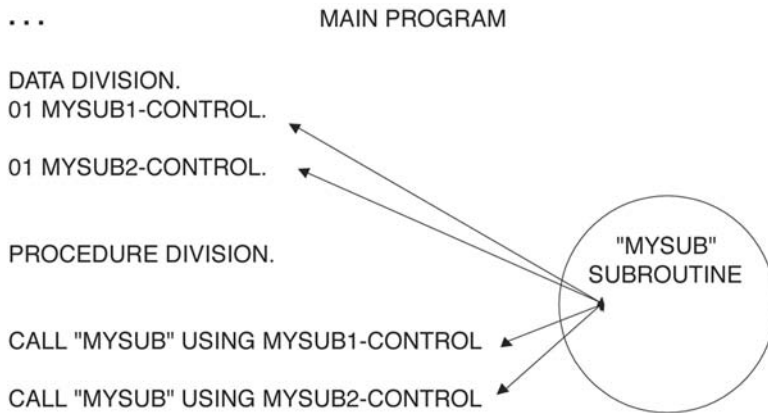 ... MAIN PROGRAM
DATA DIVISION.
01 MYSUB1-CONTROL.
01 MYSUB2-CONTROL.
PROCEDURE DIVISION.
"MYSUB"
SUBROUTINE
CALL "MYSUB" USING MYSUB1-CONTROL
CALL "MYSUB" USING MYSUB2-CONTROL